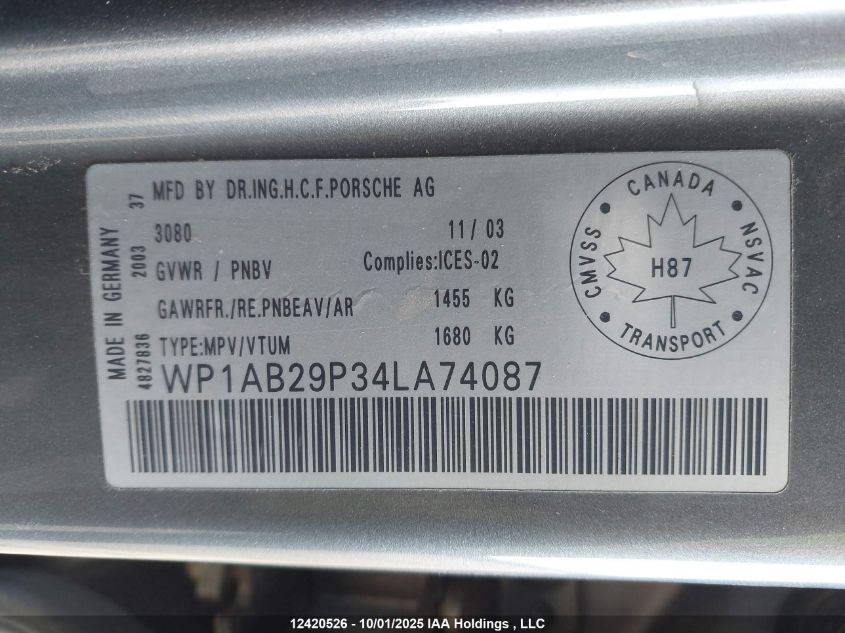 MFD BY DR.ING.H.C.F.PORSCHE AG
3080 11/03
GVWR / PNBV Complies:ICES-02
GAWRFR./RE.PNBEAV/AR 1455 KG
TYPE:MPV/VTUM 1680 KG
WP1AB29P34LA74087
MADE IN GERMANY
4827836 2003 37
CANADA
CMVSS
NSVAC
H87
TRANSPORT
12420526 - 10/01/2025 IAA Holdings , LLC